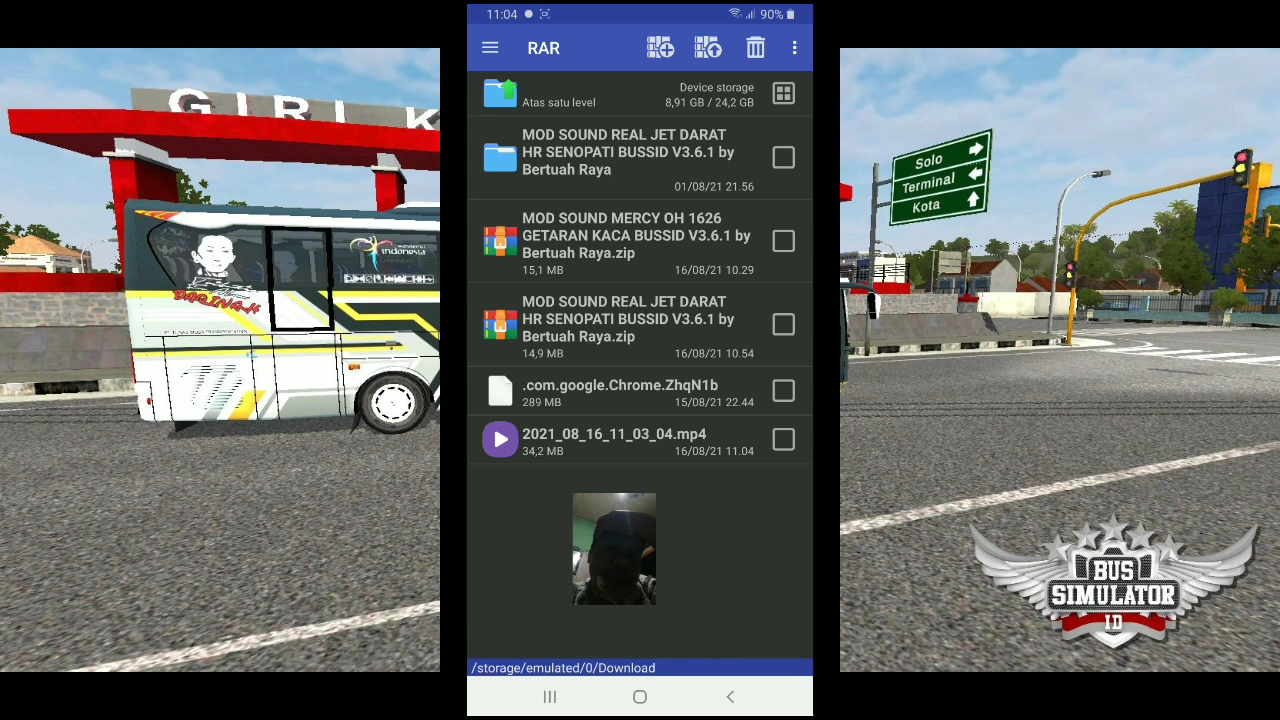 GIRI K
indonesia
11:04
90%
RAR
Device storage
Atas satu level
8,91 GB / 24,2 GB
MOD SOUND REAL JET DARAT
HR SENOPATI BUSSID V3.6.1 by
Bertuah Raya
01/08/21 21.56
MOD SOUND MERCY OH 1626
GETARAN KACA BUSSID V3.6.1 by
Bertuah Raya.zip
15,1 MB
16/08/21 10.29
MOD SOUND REAL JET DARAT
HR SENOPATI BUSSID V3.6.1 by
Bertuah Raya.zip
14,9 MB
16/08/21 10.54
.com.google.Chrome.ZhqN1b
289 MB
15/08/21 22.44
2021_08_16_11_03_04.mp4
34,2 MB
16/08/21 11.04
/storage/emulated/0/Download
Solo
Terminal
Kota
BUS
SIMULATOR
ID